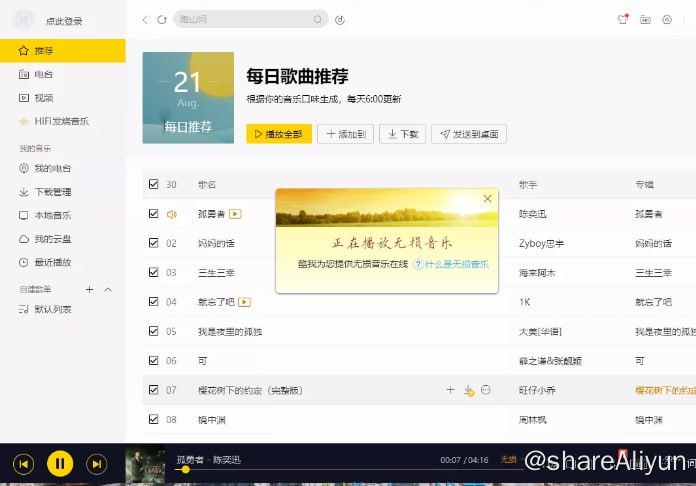 点此登录
踏山河
推荐
电台
视频
HIFI发烧音乐
我的音乐
我的电台
下载管理
本地音乐
我的云盘
最近播放
自建歌单
默认列表
21
Aug.
每日推荐
每日歌曲推荐
根据你的音乐口味生成，每天6:00更新
播放全部
添加到
下载
发送到桌面
30 歌名 歌手 专辑
孤勇者 陈奕迅 孤勇者
02 妈妈的话 Zyboy忠宇 妈妈的话
03 三生三幸 海来阿木 三生三幸
04 就忘了吧 1K 就忘了吧
05 我是夜里的孤独 大美[华语] 我是夜里的孤独
06 可 薛之谦&张靓颖 可
07 樱花树下的约定（完整版） 旺仔小乔 樱花树下的约定
08 镜中渊 周林枫 镜中渊
正在播放无损音乐
酷我为您提供无损音乐在线 ?什么是无损音乐
孤勇者 - 陈奕迅
00:07 / 04:16 无损
@shareAliyun